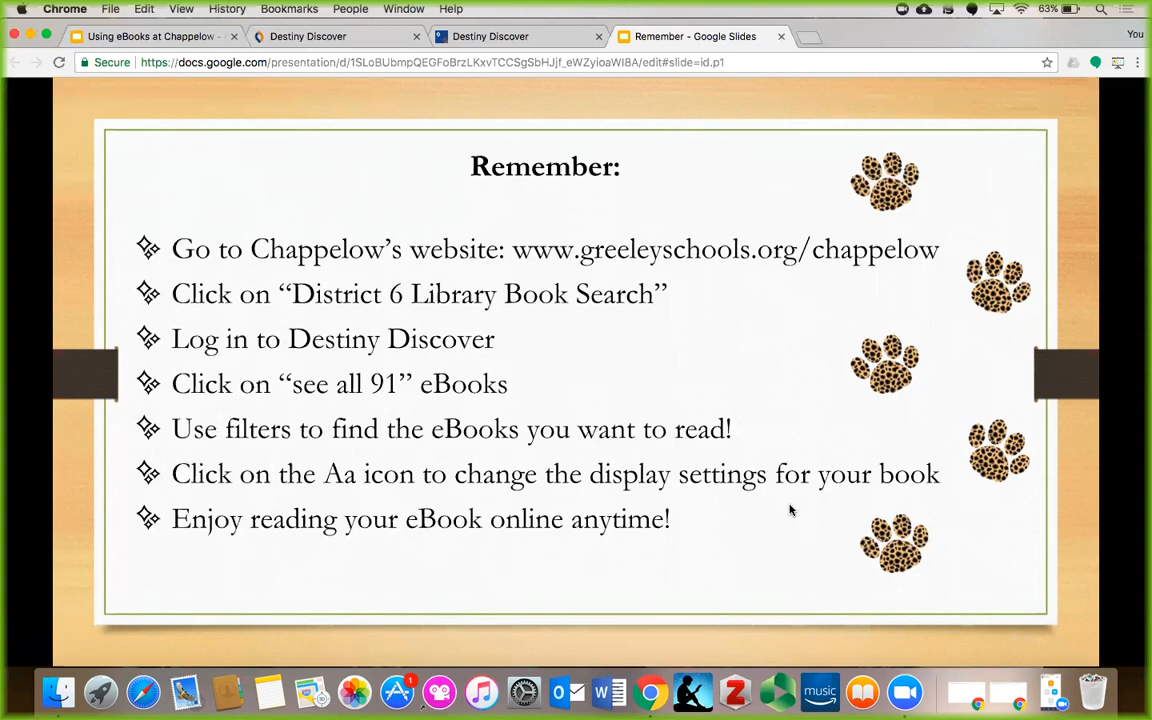 Chrome File Edit View History Bookmarks People Window Help 63%
Using eBooks at Chappelow - Destiny Discover Destiny Discover Remember - Google Slides You
Secure https://docs.google.com/presentation/d/1SLoBUbmpQEGFoBrzLKxvTCCSgSbHJjf_eWZyioaWI8A/edit#slide=id.p1
Remember:
Go to Chappelow’s website: www.greeleyschools.org/chappelow
Click on “District 6 Library Book Search”
Log in to Destiny Discover
Click on “see all 91” eBooks
Use filters to find the eBooks you want to read!
Click on the Aa icon to change the display settings for your book
Enjoy reading your eBook online anytime!
1
music